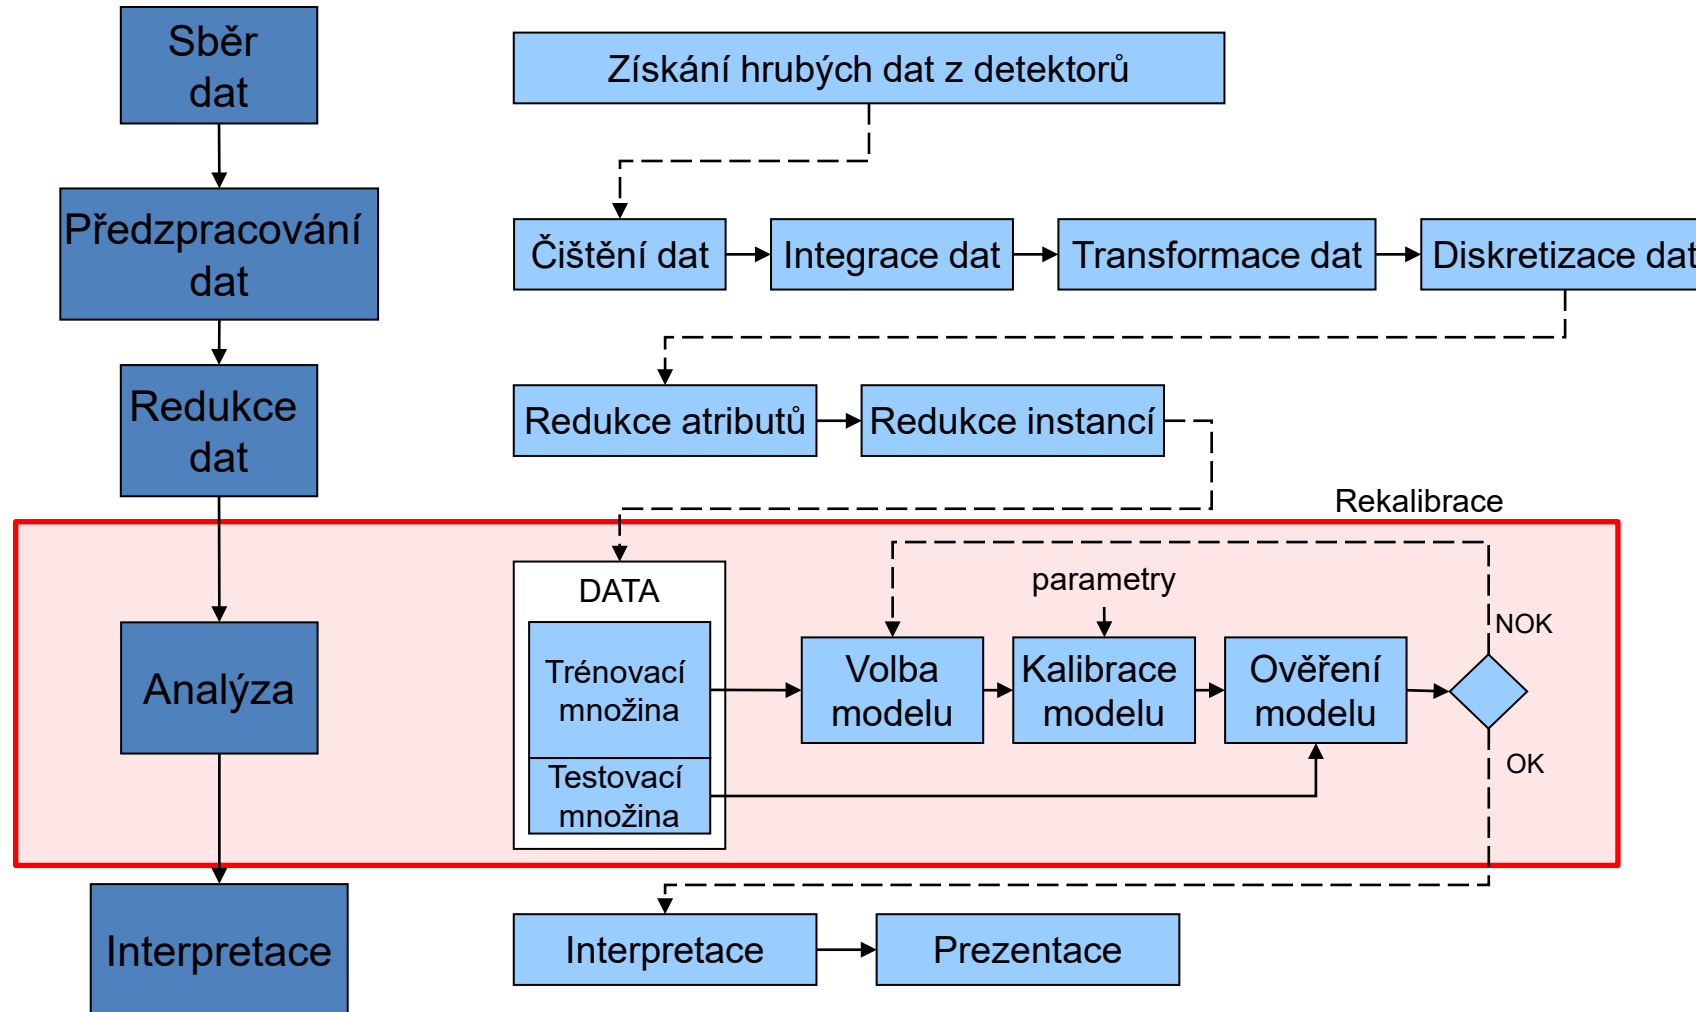 Sběr
dat
Získání hrubých dat z detektorů
Předzpracování
dat
Čištění dat
Integrace dat
Transformace dat
Diskretizace dat
Redukce
dat
Redukce atributů
Redukce instancí
Rekalibrace
Analýza
DATA
Trénovací
množina
Testovací
množina
parametry
Volba
modelu
Kalibrace
modelu
Ověření
modelu
NOK
OK
Interpretace
Interpretace
Prezentace